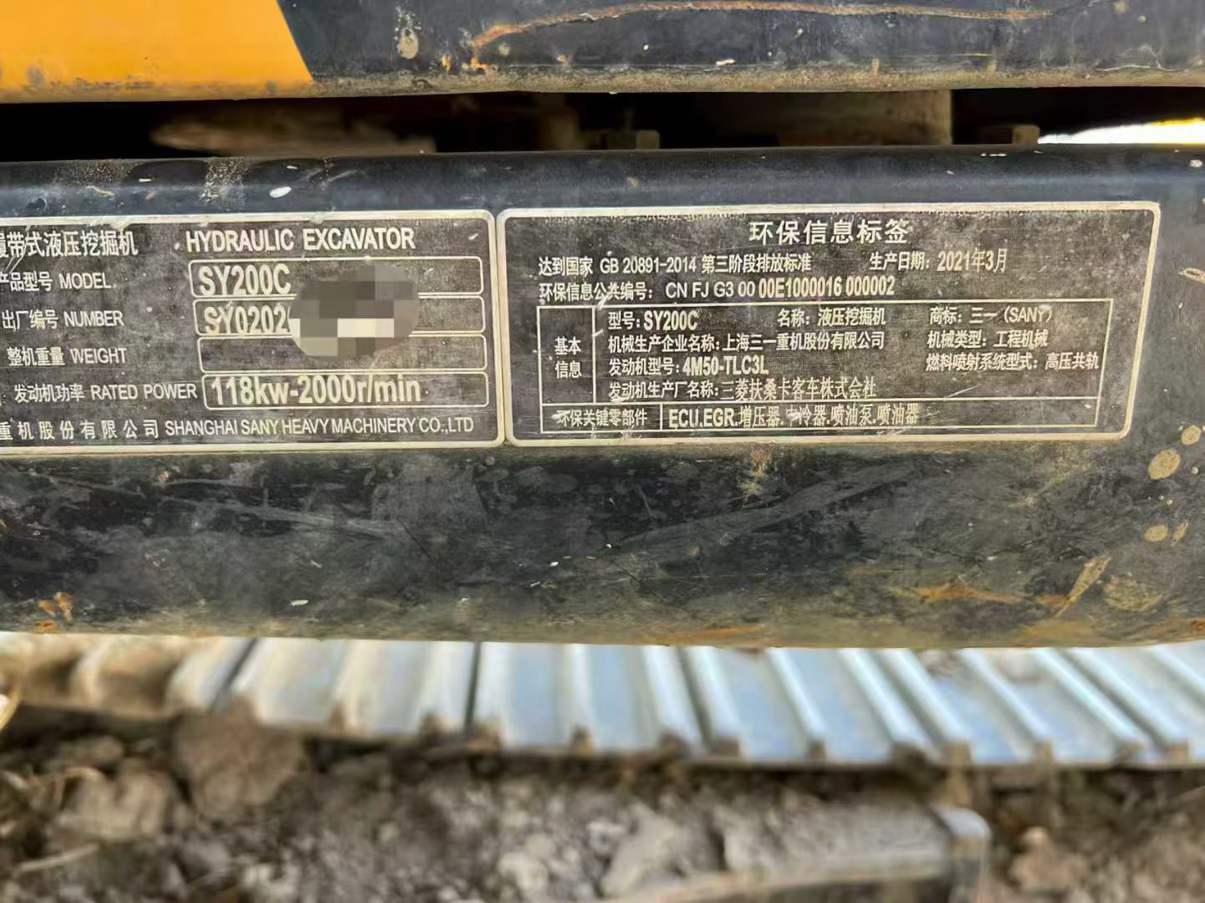 履带式液压挖掘机 HYDRAULIC EXCAVATOR
产品型号 MODEL SY200C
出厂编号 NUMBER SY0202
整机重量 WEIGHT
发动机功率 RATED POWER 118kw-2000r/min
重机股份有限公司 SHANGHAI SANY HEAVY MACHINERY CO.,LTD
环保信息标签
达到国家 GB 20891-2014 第三阶段排放标准 生产日期: 2021年3月
环保信息公共编号: CN FJ G3 00 00E1000016 000002
基本信息
型号: SY200C 名称: 液压挖掘机 商标: 三一 (SANY)
机械生产企业名称: 上海三一重机股份有限公司 机械类型: 工程机械
发动机型号: 4M50-TLC3L 燃料喷射系统型式: 高压共轨
发动机生产厂名称: 三菱扶桑卡客车株式会社
环保关键零部件 ECU.EGR.增压器.中冷器.喷油泵.喷油器